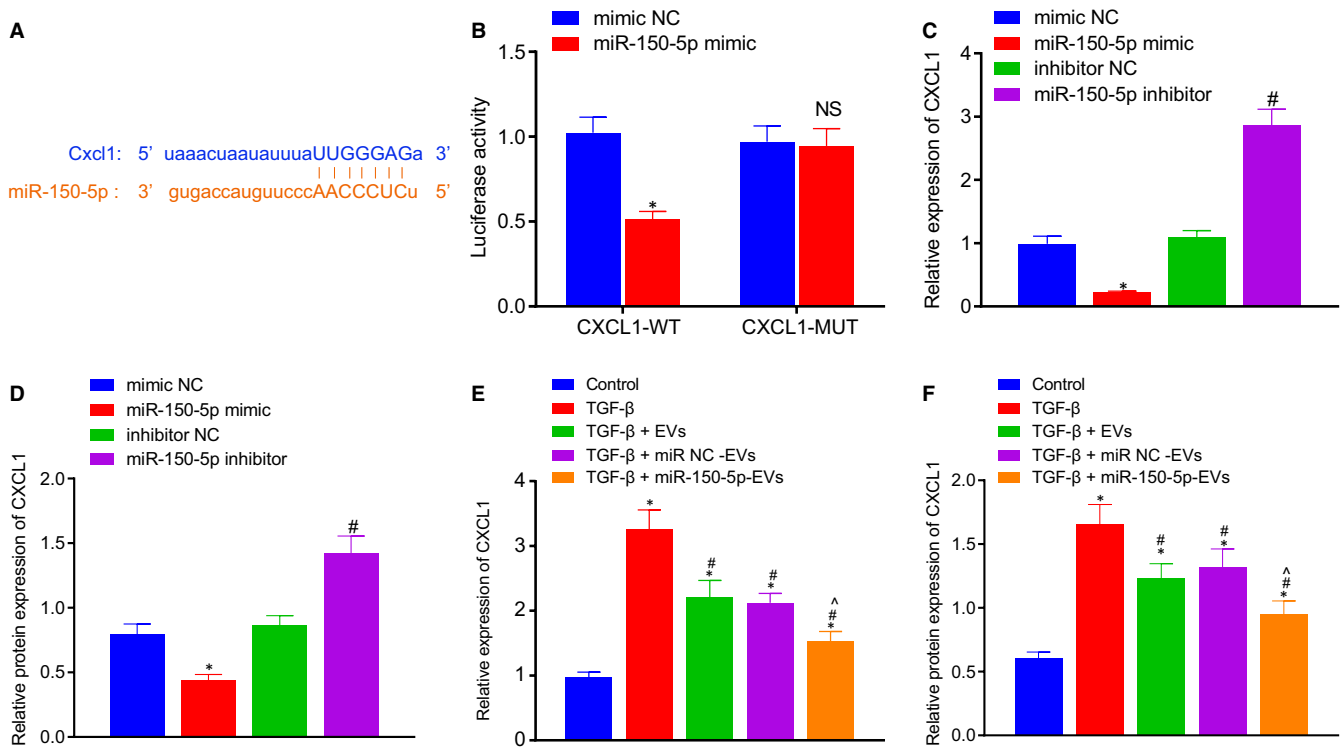 A
Cxcl1: 5’ uaaacuaauauuuaUUGGGAGa 3’
miR-150-5p : 3’ gugaccauguucccAACCCUCu 5’
B
mimic NC
miR-150-5p mimic
Luciferase activity
1.5
1.0
0.5
0.0
*
NS
CXCL1-WT
CXCL1-MUT
C
mimic NC
miR-150-5p mimic
inhibitor NC
miR-150-5p inhibitor
Relative expression of CXCL1
4
3
2
1
0
*
#
D
mimic NC
miR-150-5p mimic
inhibitor NC
miR-150-5p inhibitor
Relative protein expression of CXCL1
2.0
1.5
1.0
0.5
0.0
*
#
E
Control
TGF-β
TGF-β + EVs
TGF-β + miR NC -EVs
TGF-β + miR-150-5p-EVs
Relative expression of CXCL1
4
3
2
1
0
*
#
*
#
*
^
#
*
F
Control
TGF-β
TGF-β + EVs
TGF-β + miR NC -EVs
TGF-β + miR-150-5p-EVs
Relative protein expression of CXCL1
2.0
1.5
1.0
0.5
0.0
*
#
*
#
*
^
#
*